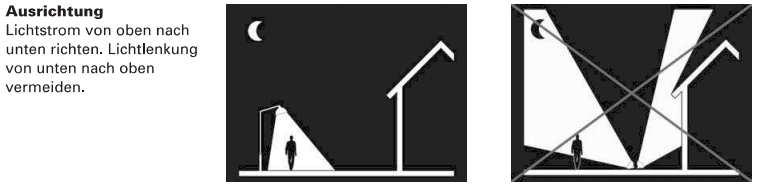 Ausrichtung
Lichtstrom von oben nach
unten richten. Lichtlenkung
von unten nach oben
vermeiden.